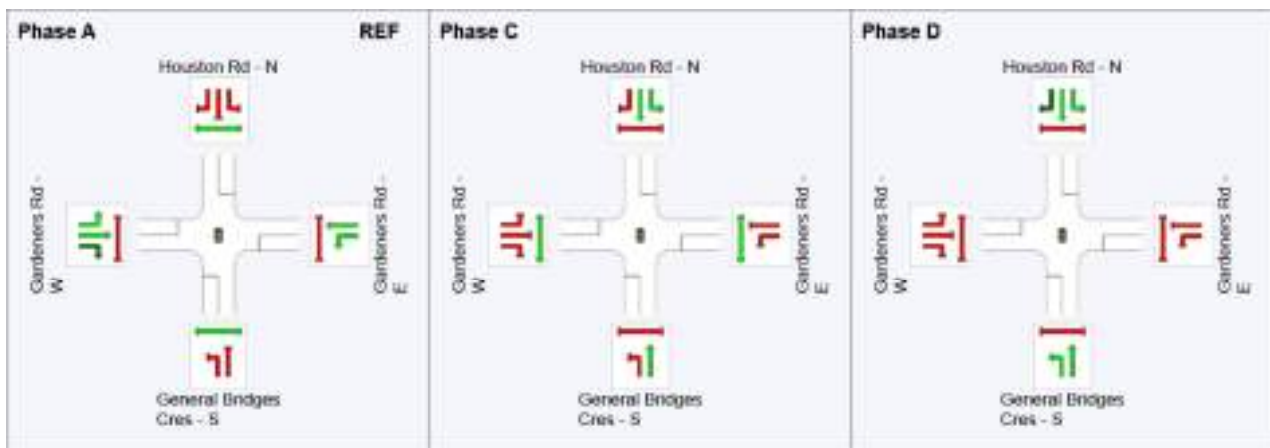 Phase A REF
Houston Rd - N
Gardeners Rd -
W
Gardeners Rd -
E
General Bridges
Cres - S
Phase C
Houston Rd - N
Gardeners Rd -
W
Gardeners Rd -
E
General Bridges
Cres - S
Phase D
Houston Rd - N
Gardeners Rd -
W
Gardeners Rd -
E
General Bridges
Cres - S